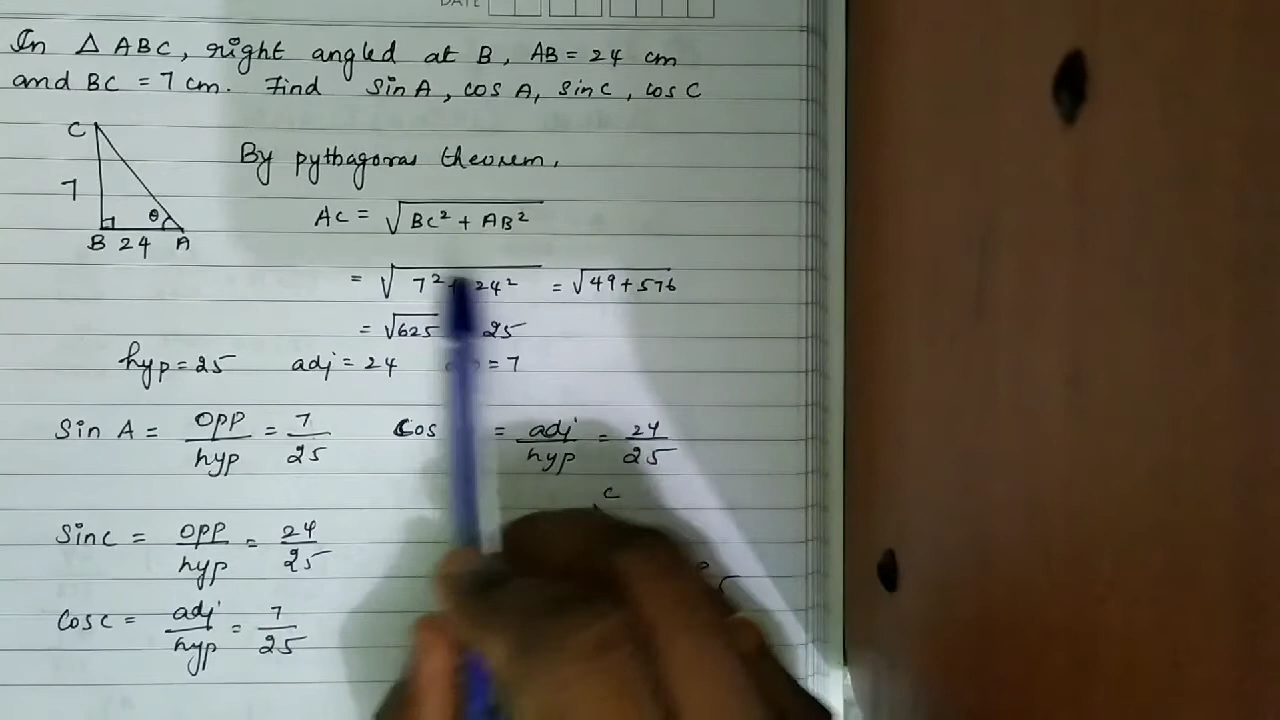 DATE
In △ ABC, right angled at B, AB = 24 cm
and BC = 7 cm. Find sin A, cos A, sin C, cos C
C
7
θ
B 24 A
By pythagoras theorem,
AC = √BC² + AB²
= √7² 24² = √49+576
= √625 25
hyp = 25 adj = 24 = 7
Sin A = opp/hyp = 7/25 Cos = adj/hyp = 24/25
C
Sin C = opp/hyp = 24/25
Cos C = adj/hyp = 7/25